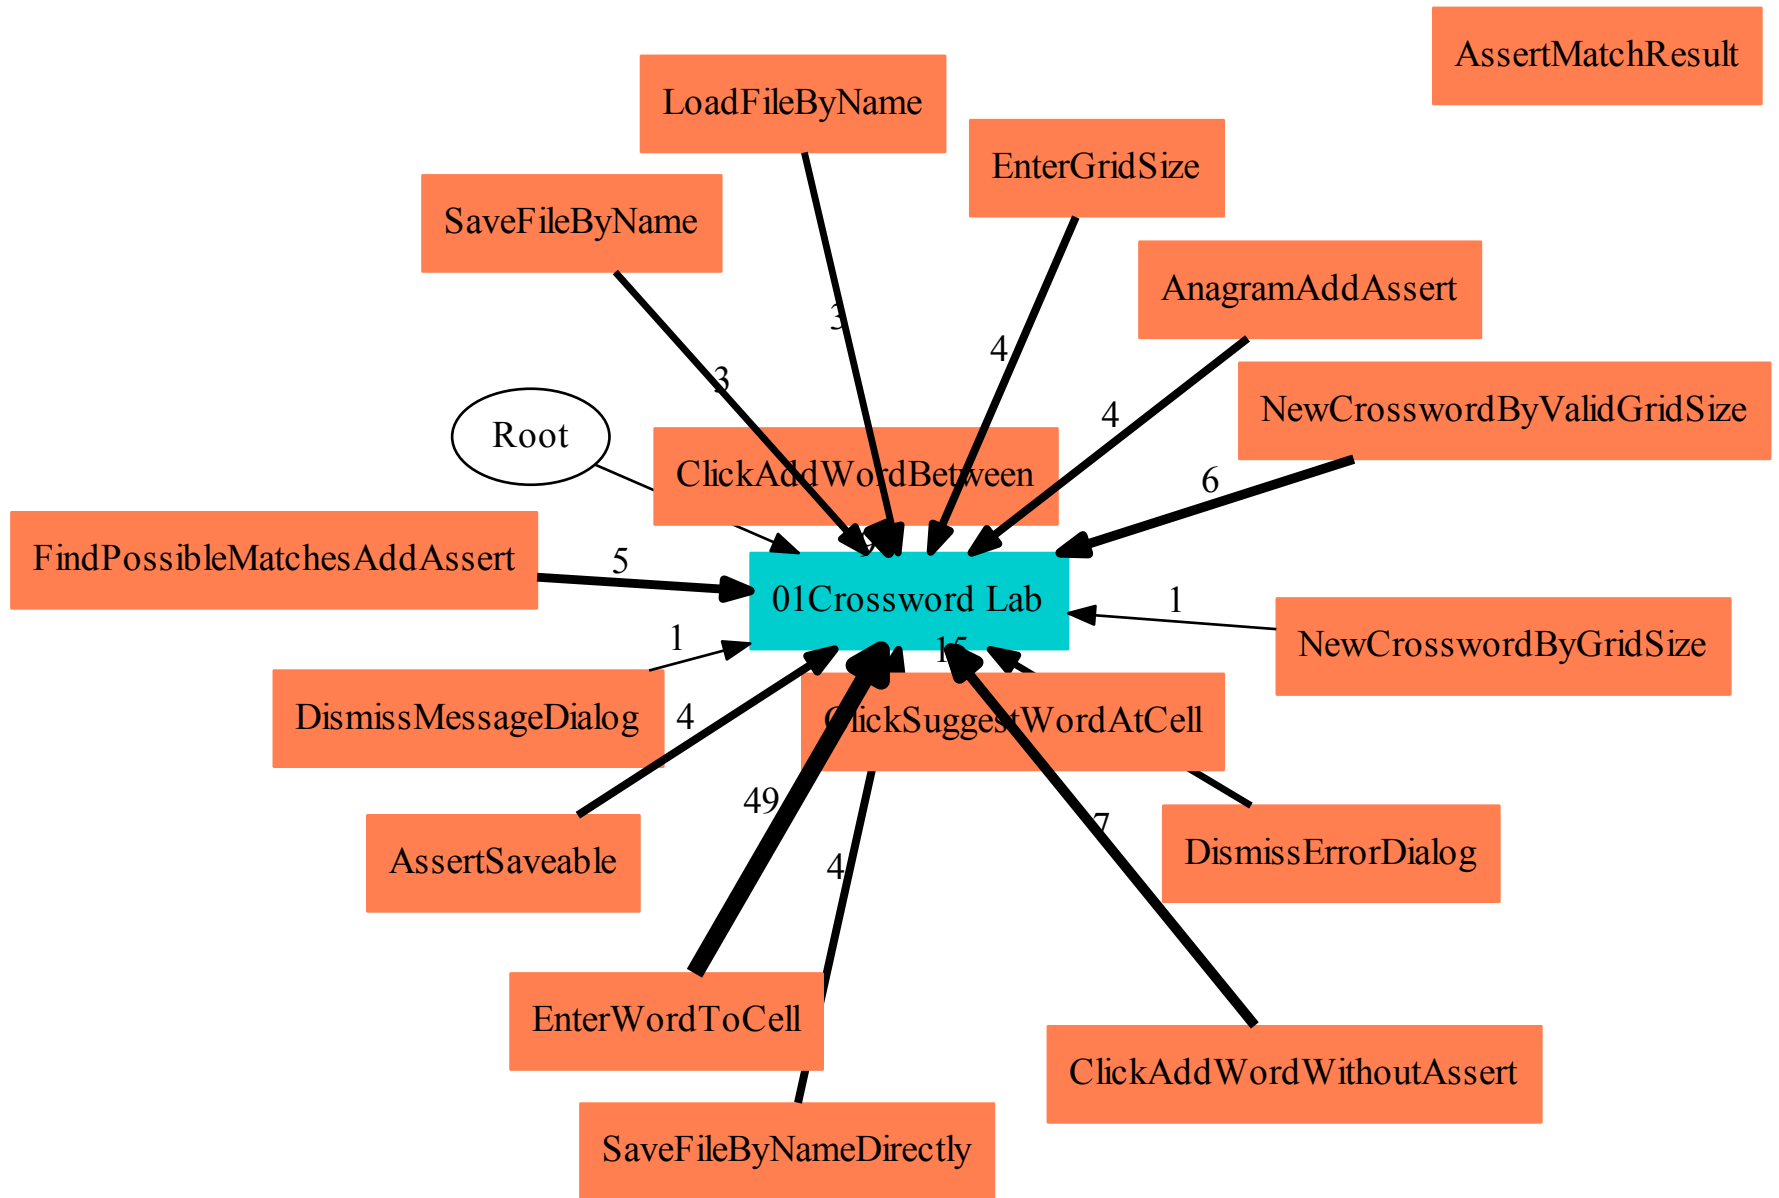 AssertMatchResult
LoadFileByName
EnterGridSize
SaveFileByName
AnagramAddAssert
3
4
3
4
NewCrosswordByValidGridSize
Root
ClickAddWordBetween
6
FindPossibleMatchesAddAssert
5
01Crossword Lab
1
NewCrosswordByGridSize
1
15
DismissMessageDialog
4
ClickSuggestWordAtCell
49
7
AssertSaveable
4
DismissErrorDialog
EnterWordToCell
ClickAddWordWithoutAssert
SaveFileByNameDirectly